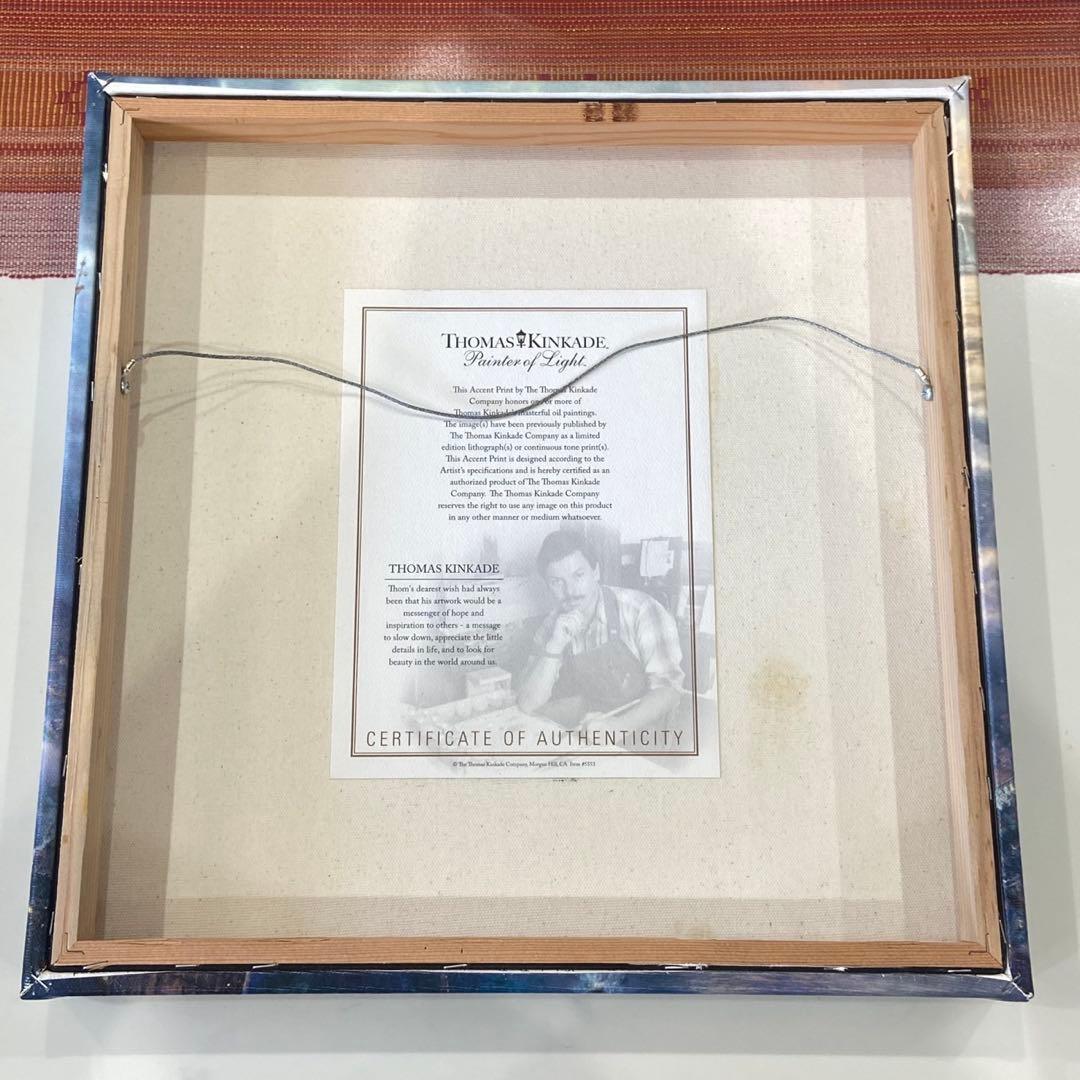 THOMAS KINKADE™
Painter of Light™
This Accent Print by The Thomas Kinkade
Company honors one or more of
Thomas Kinkade's masterful oil paintings.
The image(s) have been previously published by
The Thomas Kinkade Company as a limited
edition lithograph(s) or continuous tone print(s).
This Accent Print is designed according to the
Artist's specifications and is hereby certified as an
authorized product of The Thomas Kinkade
Company. The Thomas Kinkade Company
reserves the right to use any image on this product
in any other manner or medium whatsoever.
THOMAS KINKADE
Thom's dearest wish had always
been that his artwork would be a
messenger of hope and
inspiration to others - a message
to slow down, appreciate the little
details in life, and to look for
beauty in the world around us.
CERTIFICATE OF AUTHENTICITY
© The Thomas Kinkade Company, Morgan Hill, CA Item #5553